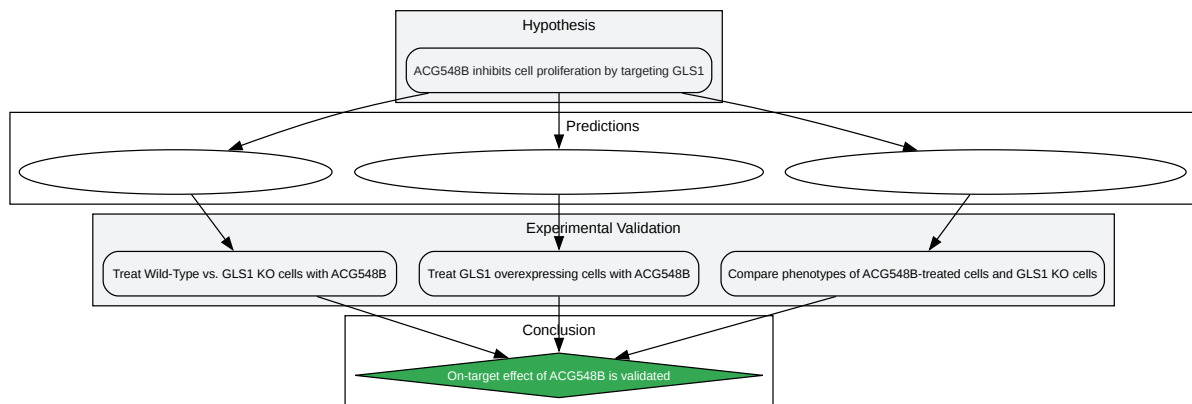 Hypothesis
ACG548B inhibits cell proliferation by targeting GLS1
Predictions
Experimental Validation
Treat Wild-Type vs. GLS1 KO cells with ACG548B
Treat GLS1 overexpressing cells with ACG548B
Compare phenotypes of ACG548B-treated cells and GLS1 KO cells
Conclusion
On-target effect of ACG548B is validated